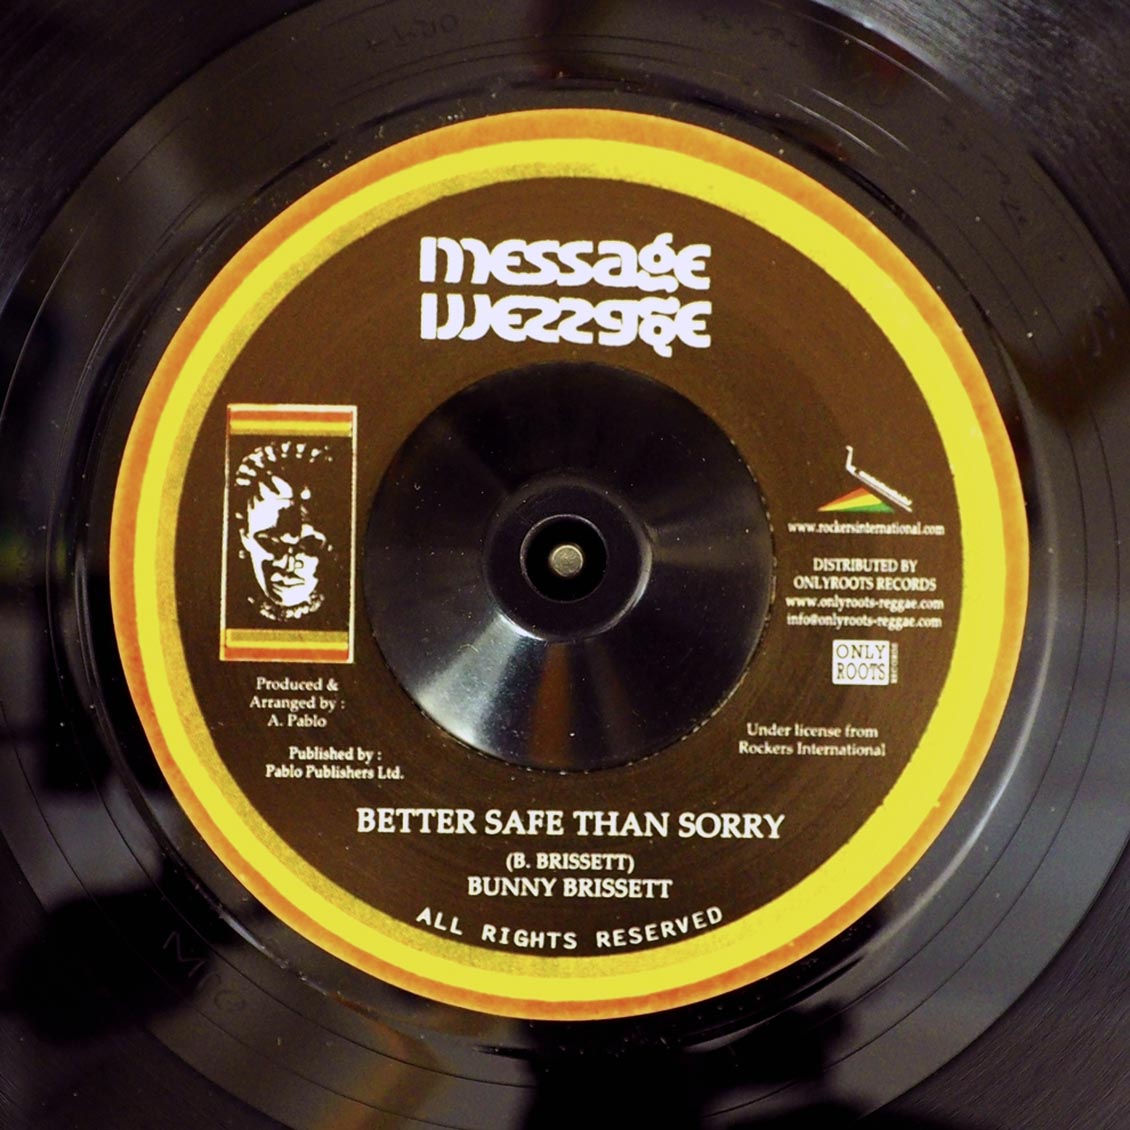 message
message
www.rockersinternational.com
DISTRIBUTED BY
ONLYROOTS RECORDS
www.onlyroots-reggae.com
info@onlyroots-reggae.com
ONLY
ROOTS
Produced &
Arranged by :
A. Pablo
Published by :
Pablo Publishers Ltd.
Under license from
Rockers International
BETTER SAFE THAN SORRY
(B. BRISSETT)
BUNNY BRISSETT
ALL RIGHTS RESERVED